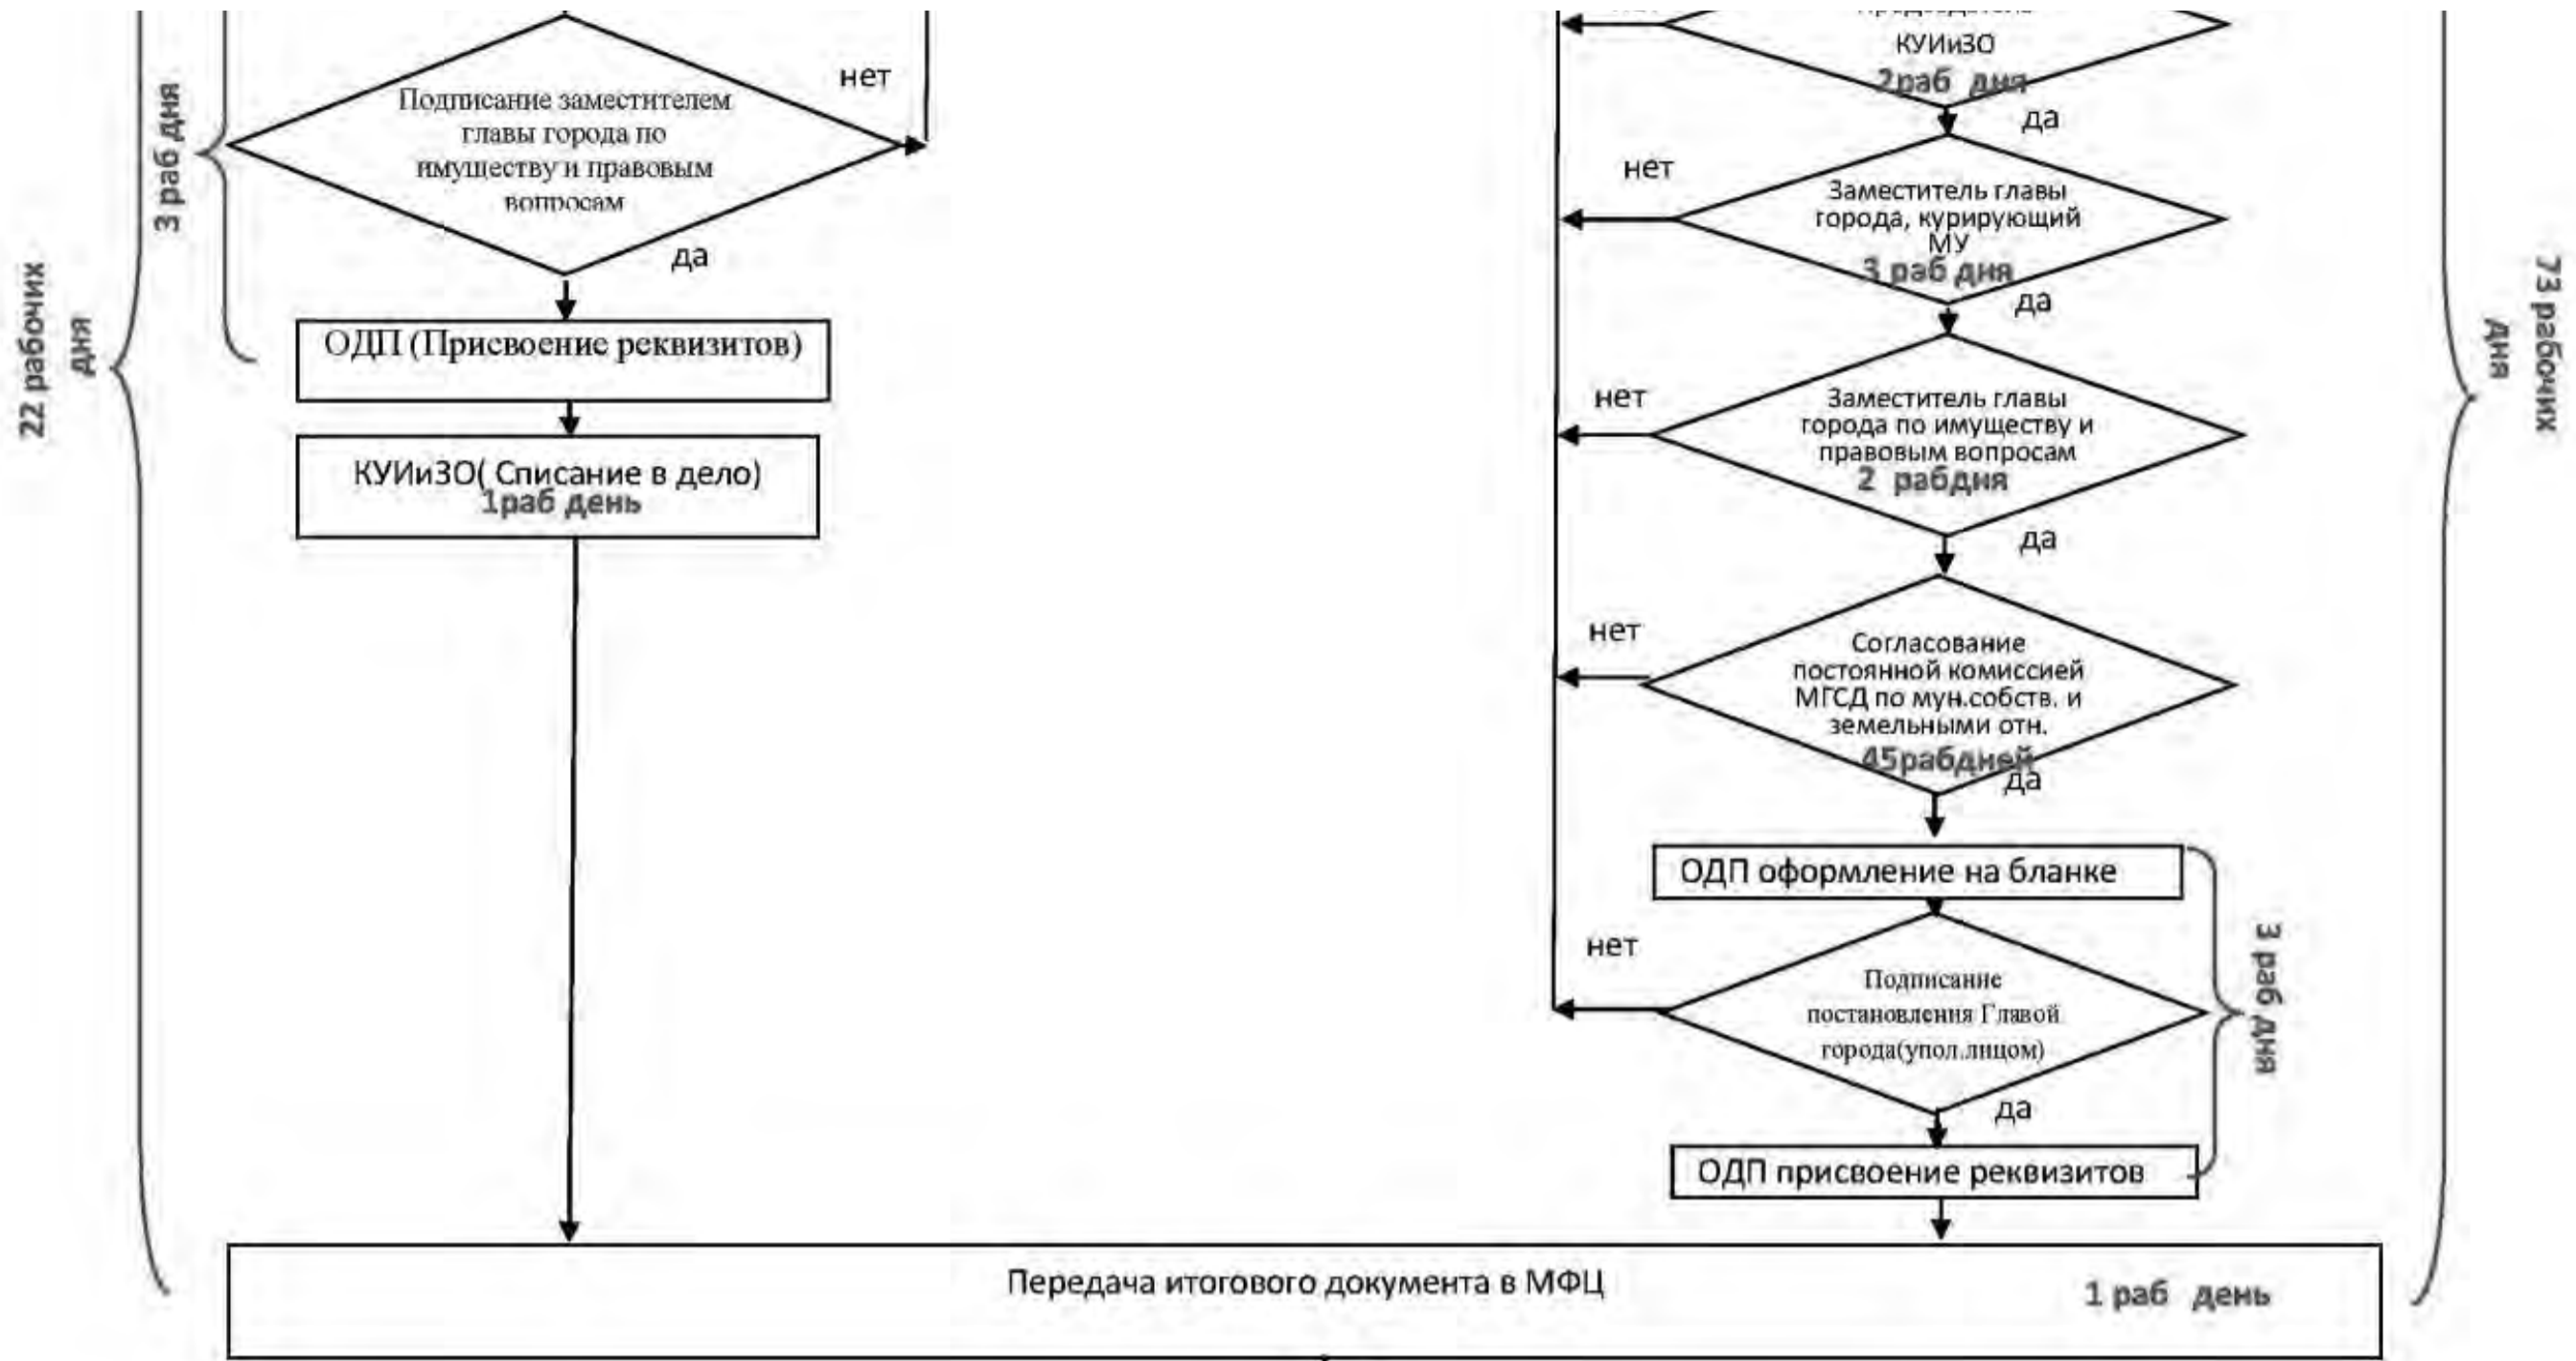 22 рабочих
дня
3 раб дня
нет
Подписание заместителем
главы города по
имуществу и правовым
вопросам
да
ОДП (Присвоение реквизитов)
КУИиЗО( Списание в дело)
1раб день
КУИиЗО
2раб дня
да
нет
Заместитель главы
города, курирующий
МУ
3 раб дня
да
нет
Заместитель главы
города по имуществу и
правовым вопросам
2 рабдня
да
нет
Согласование
постоянной комиссией
МГСД по мун.собств. и
земельными отн.
45рабдней
да
ОДП оформление на бланке
нет
Подписание
постановления Главой
города(упол.лицом)
да
3 раб дня
ОДП присвоение реквизитов
73 рабочих
дня
Передача итогового документа в МФЦ
1 раб день